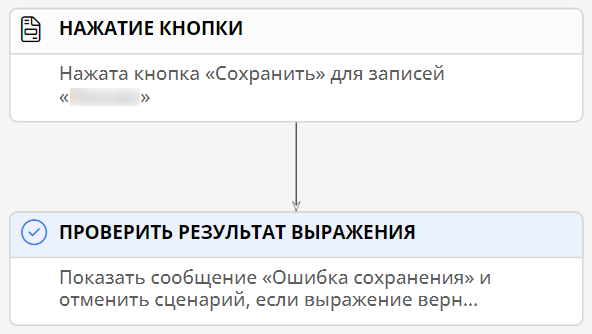 НАЖАТИЕ КНОПКИ
Нажата кнопка «Сохранить» для записей
« »
ПРОВЕРИТЬ РЕЗУЛЬТАТ ВЫРАЖЕНИЯ
Показать сообщение «Ошибка сохранения» и
отменить сценарий, если выражение верн...